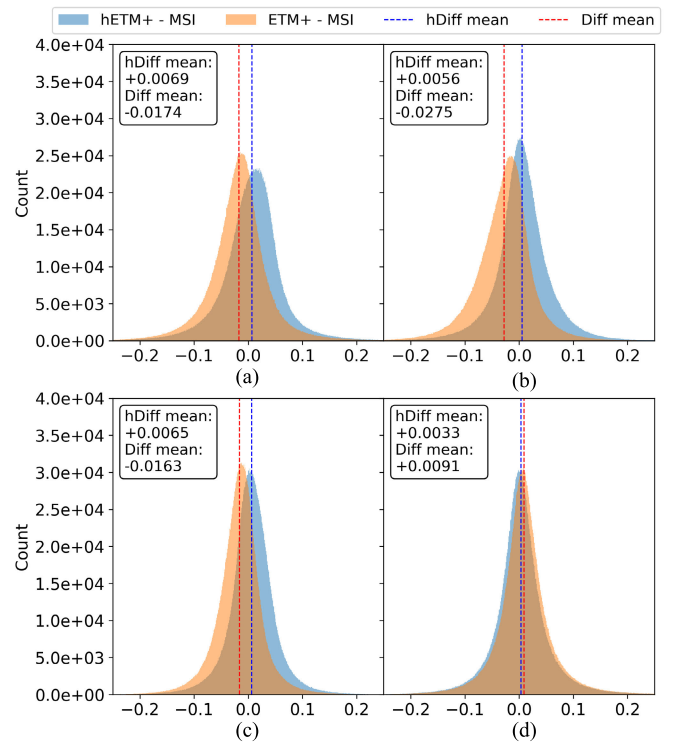 hETM+ - MSI ETM+ - MSI hDiff mean Diff mean
4.0e+04
3.5e+04
3.0e+04
2.5e+04
2.0e+04
1.5e+04
1.0e+04
5.0e+03
0.0e+00
Count
hDiff mean:
+0.0069
Diff mean:
-0.0174
−0.2 −0.1 0.0 0.1 0.2
(a)
hDiff mean:
+0.0056
Diff mean:
-0.0275
−0.2 −0.1 0.0 0.1 0.2
(b)
4.0e+04
3.5e+04
3.0e+04
2.5e+04
2.0e+04
1.5e+04
1.0e+04
5.0e+03
0.0e+00
Count
hDiff mean:
+0.0065
Diff mean:
-0.0163
−0.2 −0.1 0.0 0.1 0.2
(c)
hDiff mean:
+0.0033
Diff mean:
+0.0091
−0.2 −0.1 0.0 0.1 0.2
(d)